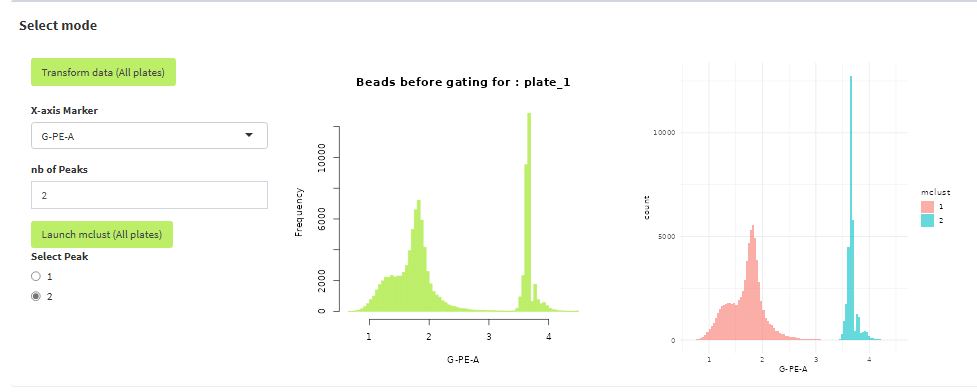 Select mode
Transform data (All plates)
X-axis Marker
G-PE-A
nb of Peaks
2
Launch mclust (All plates)
Select Peak
1
2
Beads before gating for : plate_1
Frequency
0
2000
6000
10000
1
2
3
4
G-PE-A
count
10000
5000
0
1
2
3
4
G-PE-A
mclust
1
2